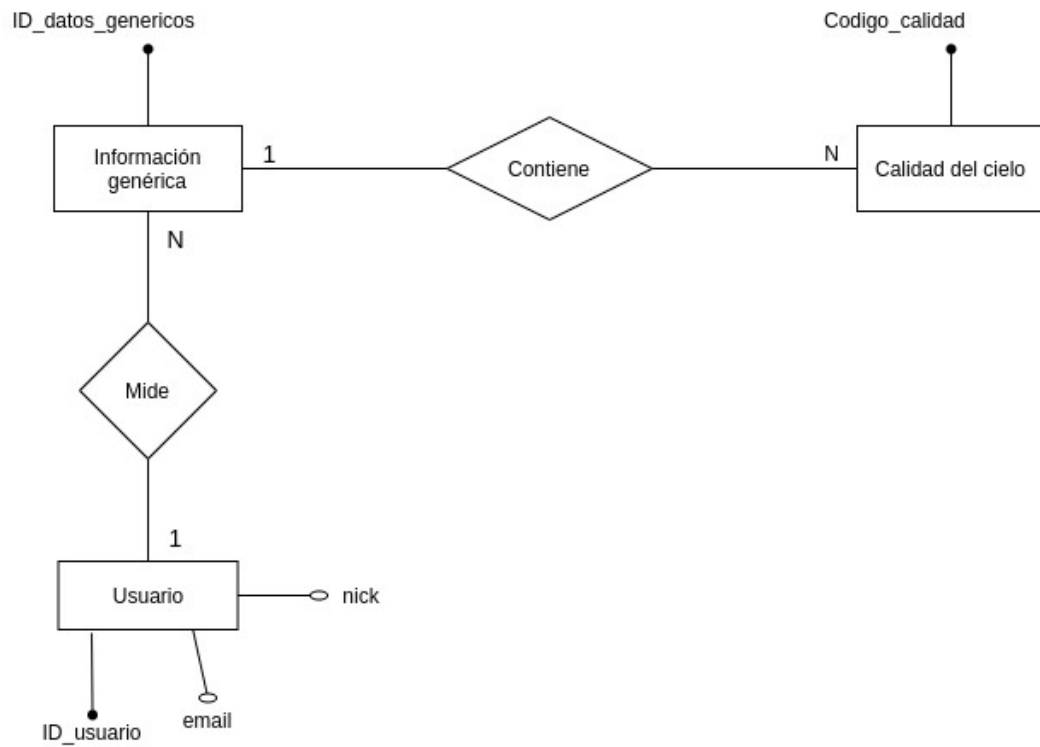 ID_datos_genericos
Codigo_calidad
Información
genérica
1
Contiene
N
Calidad del cielo
N
Mide
1
Usuario
nick
email
ID_usuario